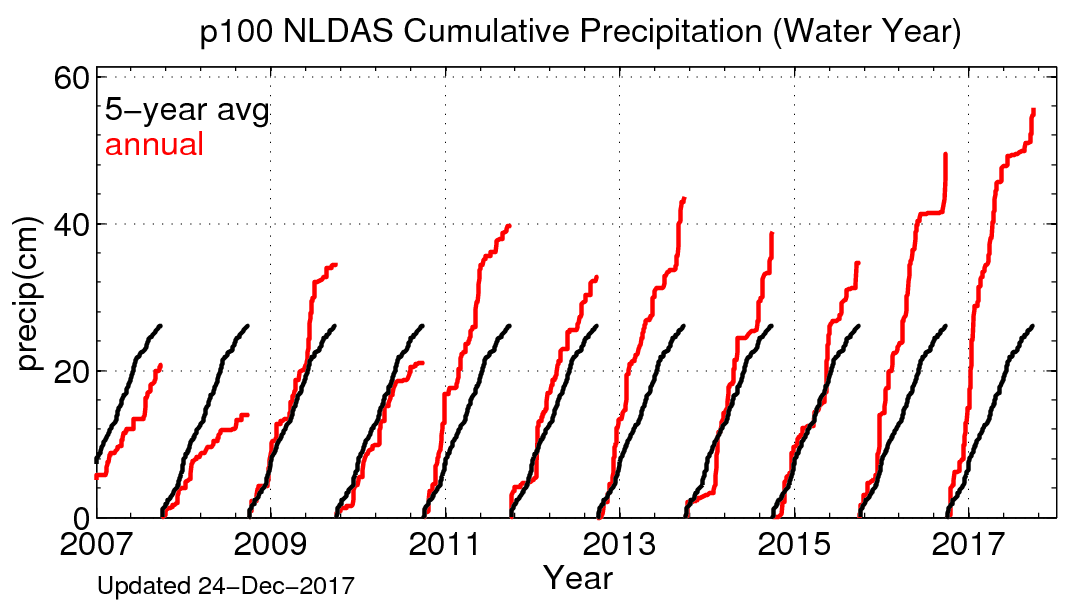 p100 NLDAS Cumulative Precipitation (Water Year)
60
5−year avg
annual
40
precip(cm)
20
0
2007 2009 2011 2013 2015 2017
Year
Updated 24−Dec−2017